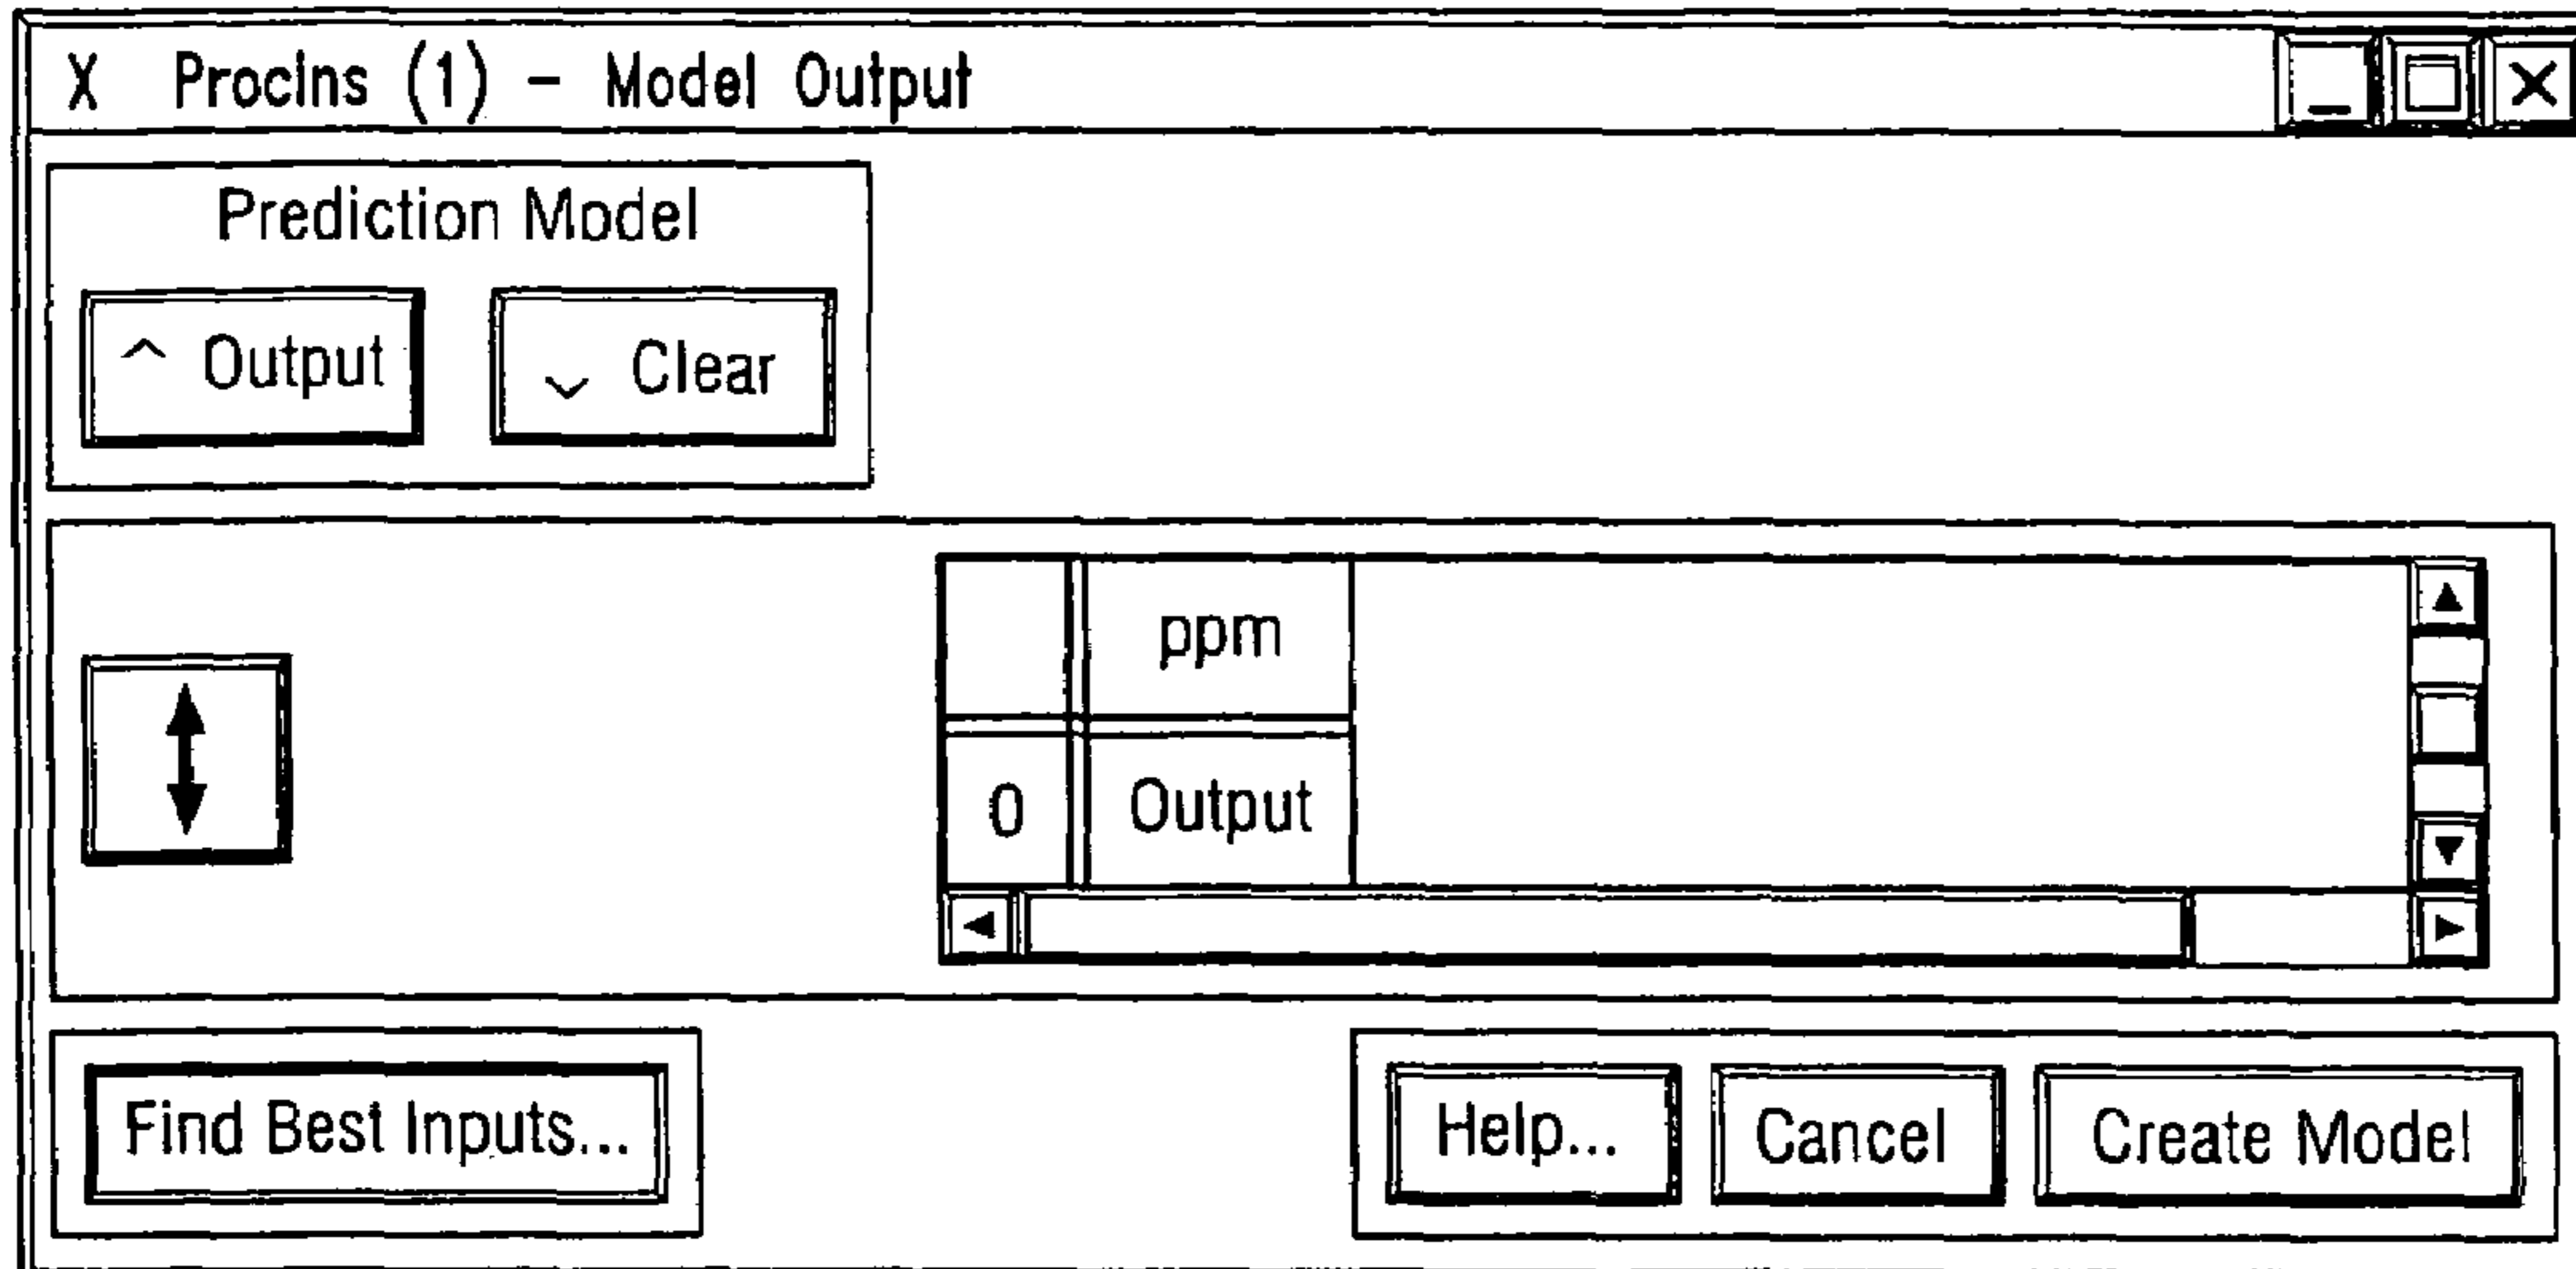 X ProcIns (1) - Model Output
Prediction Model
^ Output
⌄ Clear
ppm
0 Output
Find Best Inputs...
Help...
Cancel
Create Model